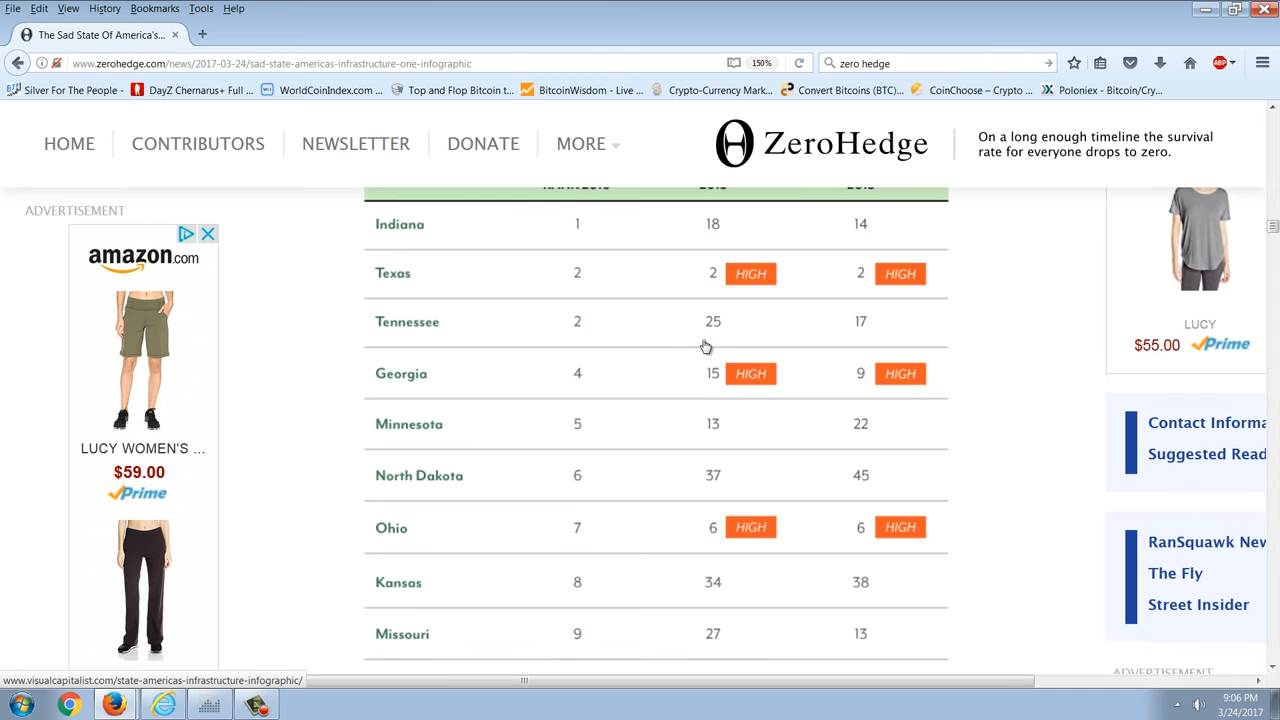 File Edit View History Bookmarks Tools Help
The Sad State Of America's...
www.zerohedge.com/news/2017-03-24/sad-state-americas-infrastructure-one-infographic 150% zero hedge ABP
Silver For The People - DayZ Chernarus+ Full ... WorldCoinIndex.com ... Top and Flop Bitcoin t... BitcoinWisdom - Live ... Crypto-Currency Mark... Convert Bitcoins (BTC)... CoinChoose – Crypto ... Poloniex - Bitcoin/Cry...
HOME CONTRIBUTORS NEWSLETTER DONATE MORE ZeroHedge
On a long enough timeline the survival
rate for everyone drops to zero.
ADVERTISEMENT
Indiana 1 18 14
Texas 2 2 HIGH 2 HIGH
Tennessee 2 25 17
Georgia 4 15 HIGH 9 HIGH
Minnesota 5 13 22
North Dakota 6 37 45
Ohio 7 6 HIGH 6 HIGH
Kansas 8 34 38
Missouri 9 27 13
amazon.com
LUCY WOMEN'S ...
$59.00
Prime
LUCY
$55.00 Prime
Contact Informa
Suggested Read
RanSquawk New
The Fly
Street Insider
ADVERTISEMENT
www.visualcapitalist.com/state-americas-infrastructure-infographic/
9:06 PM
3/24/2017